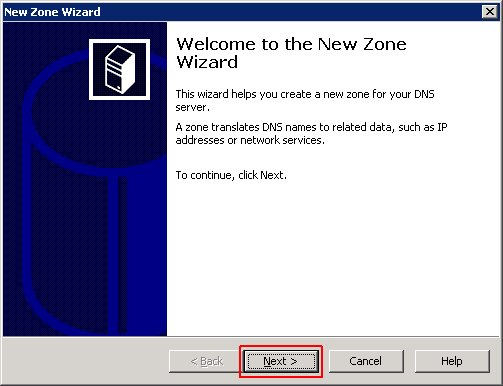 New Zone Wizard
Welcome to the New Zone
Wizard
This wizard helps you create a new zone for your DNS
server.
A zone translates DNS names to related data, such as IP
addresses or network services.
To continue, click Next.
< Back
Next >
Cancel
Help